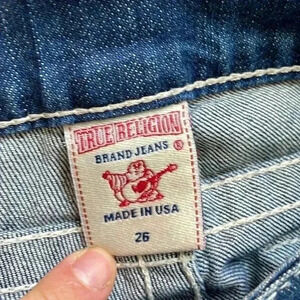 TRUE RELIGION
BRAND JEANS ®
MADE IN USA
26